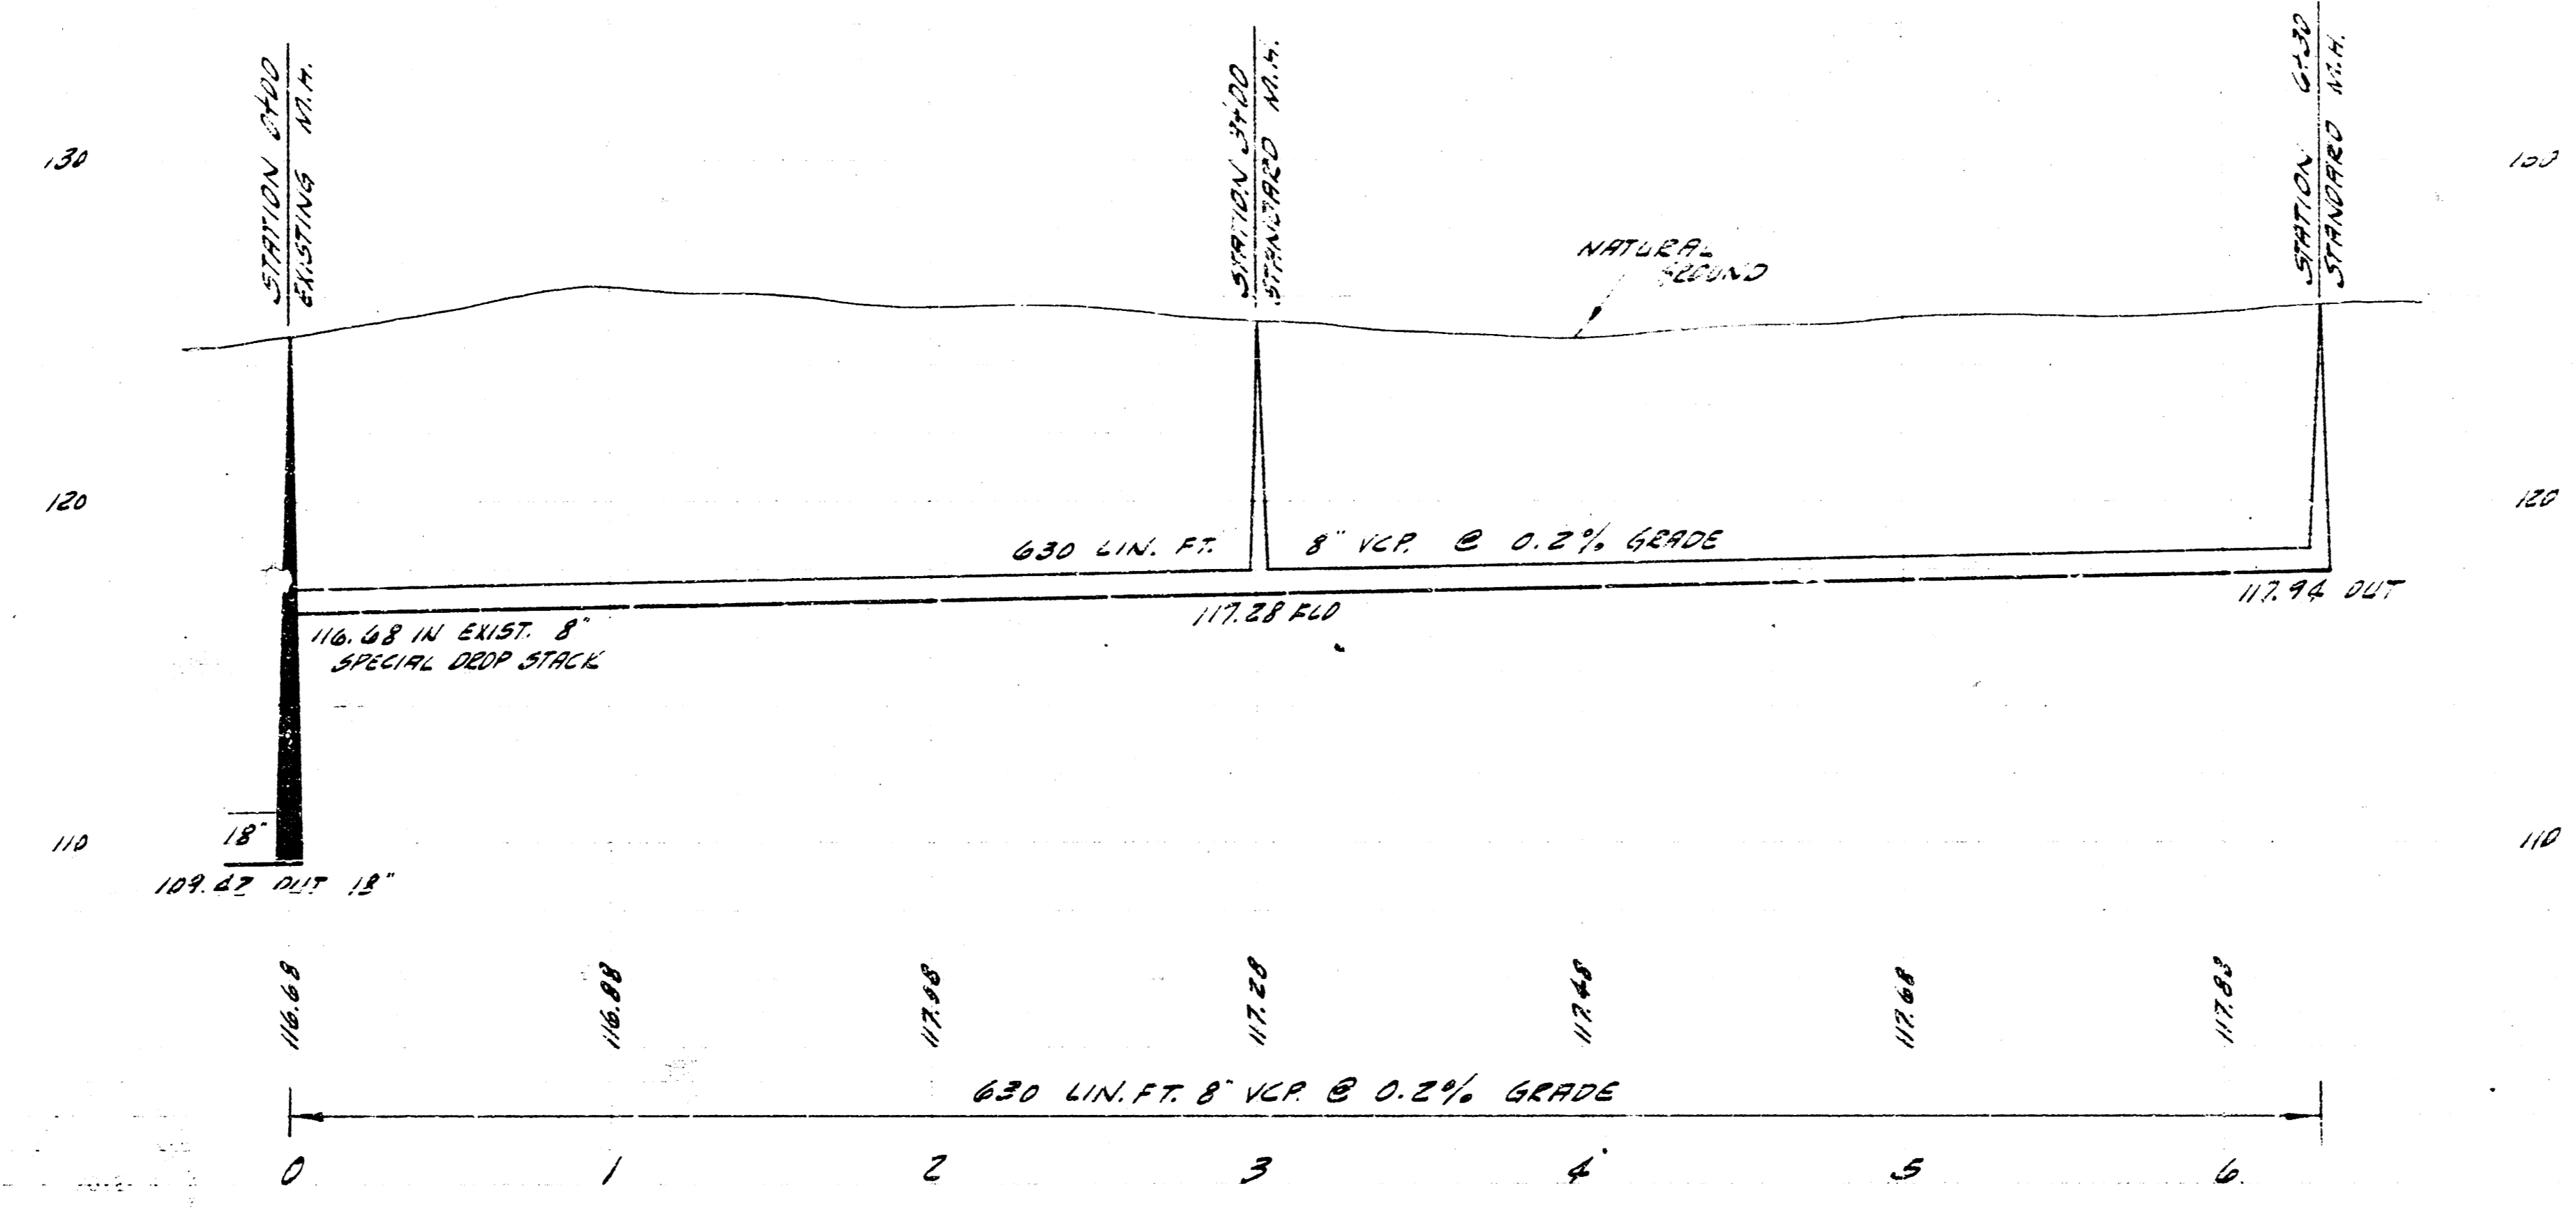 STATION 0+00
EXISTING M.H.
STATION 3+00
STANDARD M.H.
STATION 6+30
STANDARD M.H.
130
130
NATURAL
GROUND
120
120
630 LIN. FT. 8" VCP. @ 0.2% GRADE
117.94 OUT
117.28 FLO
116.68 IN EXIST. 8"
SPECIAL DROP STACK
110
18"
110
109.47 OUT 18"
116.68 116.88 117.08 117.28 117.48 117.68 117.88
630 LIN. FT. 8" VCP. @ 0.2% GRADE
0 1 2 3 4 5 6